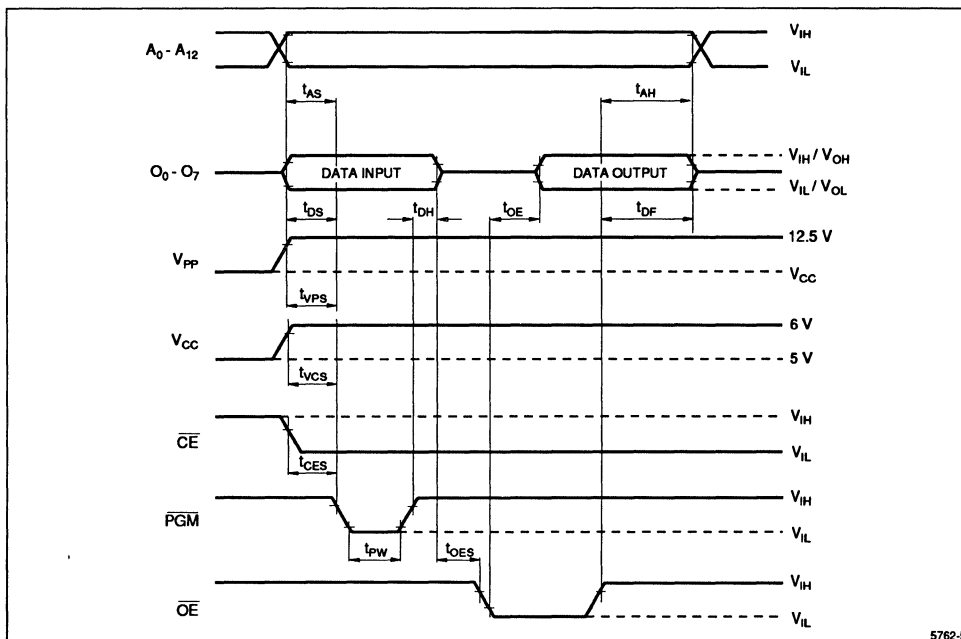 A0 - A12
VIH
VIL
tAS
tAH
O0 - O7
DATA INPUT
DATA OUTPUT
VIH / VOH
VIL / VOL
tDS
tDH
tOE
tDF
VPP
12.5 V
VCC
tVPS
VCC
6 V
5 V
tVCS
CE
VIH
VIL
tCES
PGM
VIH
VIL
tPW
tOES
OE
VIH
VIL